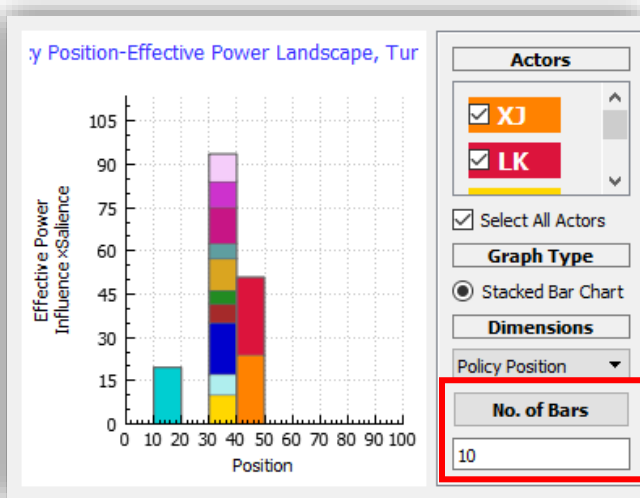 :y Position-Effective Power Landscape, Tur
Effective Power
Influence ×Salience
105
90
75
60
45
30
15
0
0 10 20 30 40 50 60 70 80 90 100
Position
Actors
XJ
LK
Select All Actors
Graph Type
Stacked Bar Chart
Dimensions
Policy Position
No. of Bars
10